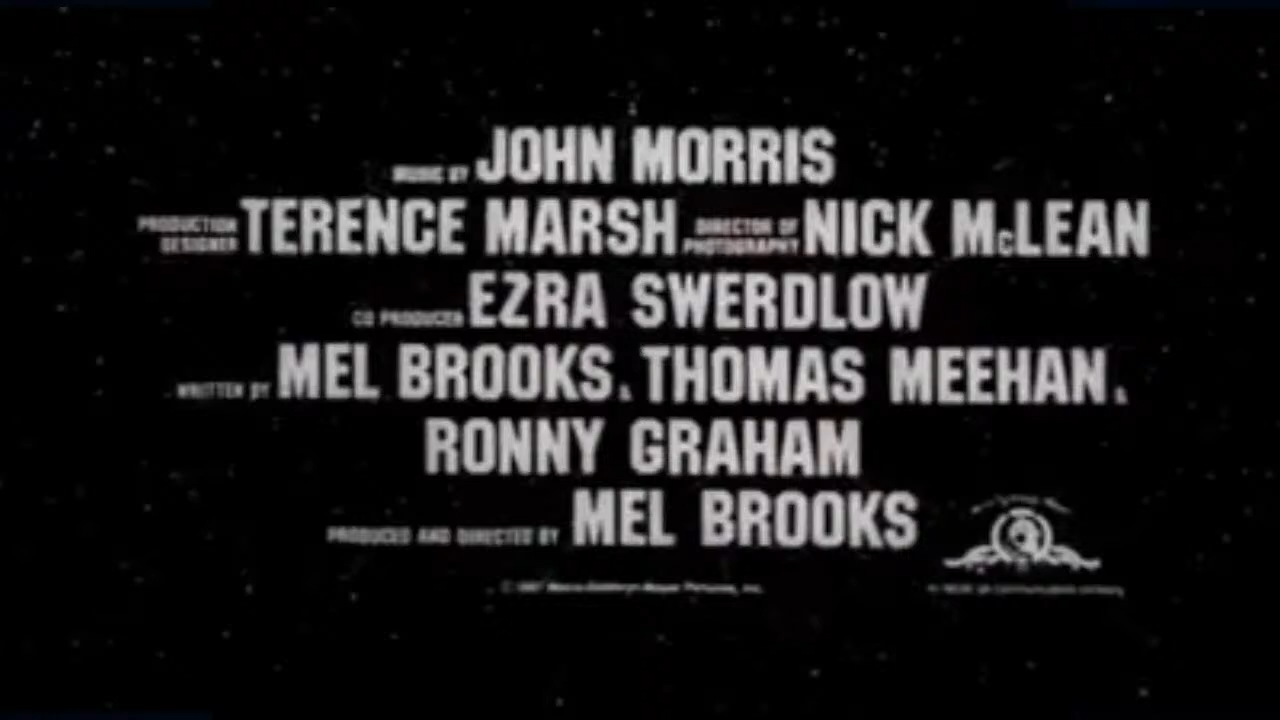 MUSIC BY JOHN MORRIS
PRODUCTION DESIGNER TERENCE MARSH DIRECTOR OF PHOTOGRAPHY NICK McLEAN
CO PRODUCER EZRA SWERDLOW
WRITTEN BY MEL BROOKS & THOMAS MEEHAN &
RONNY GRAHAM
PRODUCED AND DIRECTED BY MEL BROOKS